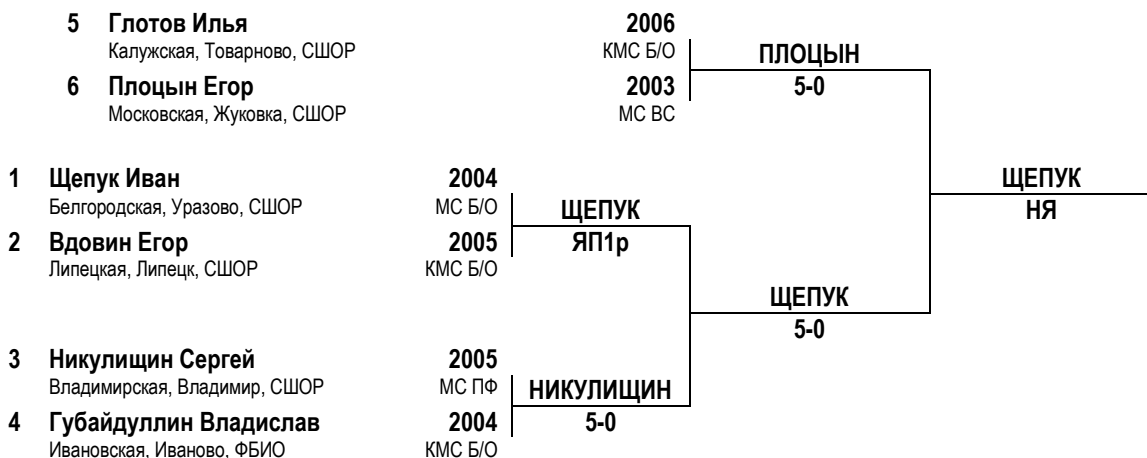 5 Глотов Илья 2006
Калужская, Товарново, СШОР КМС Б/О
ПЛОЦЫН
5-0
6 Плоцын Егор 2003
Московская, Жуковка, СШОР МС ВС
1 Щепук Иван 2004
Белгородская, Уразово, СШОР МС Б/О
ЩЕПУК
ЯП1р
2 Вдовин Егор 2005
Липецкая, Липецк, СШОР КМС Б/О
ЩЕПУК
НЯ
ЩЕПУК
5-0
3 Никулищин Сергей 2005
Владимирская, Владимир, СШОР МС ПФ
НИКУЛИЩИН
5-0
4 Губайдуллин Владислав 2004
Ивановская, Иваново, ФБИО КМС Б/О